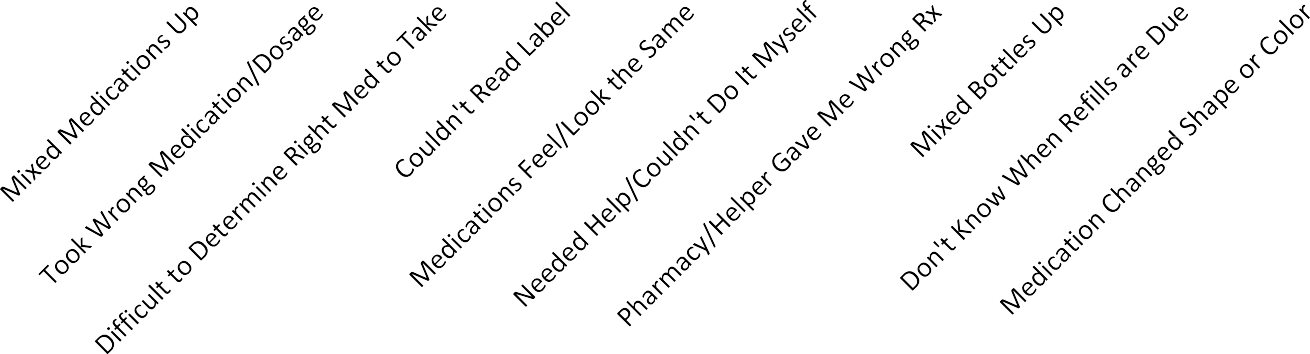 Mixed Medications Up
Took Wrong Medication/Dosage
Difficult to Determine Right Med to Take
Couldn't Read Label
Medications Feel/Look the Same
Needed Help/Couldn't Do It Myself
Pharmacy/Helper Gave Me Wrong Rx
Mixed Bottles Up
Don't Know When Refills are Due
Medication Changed Shape or Color